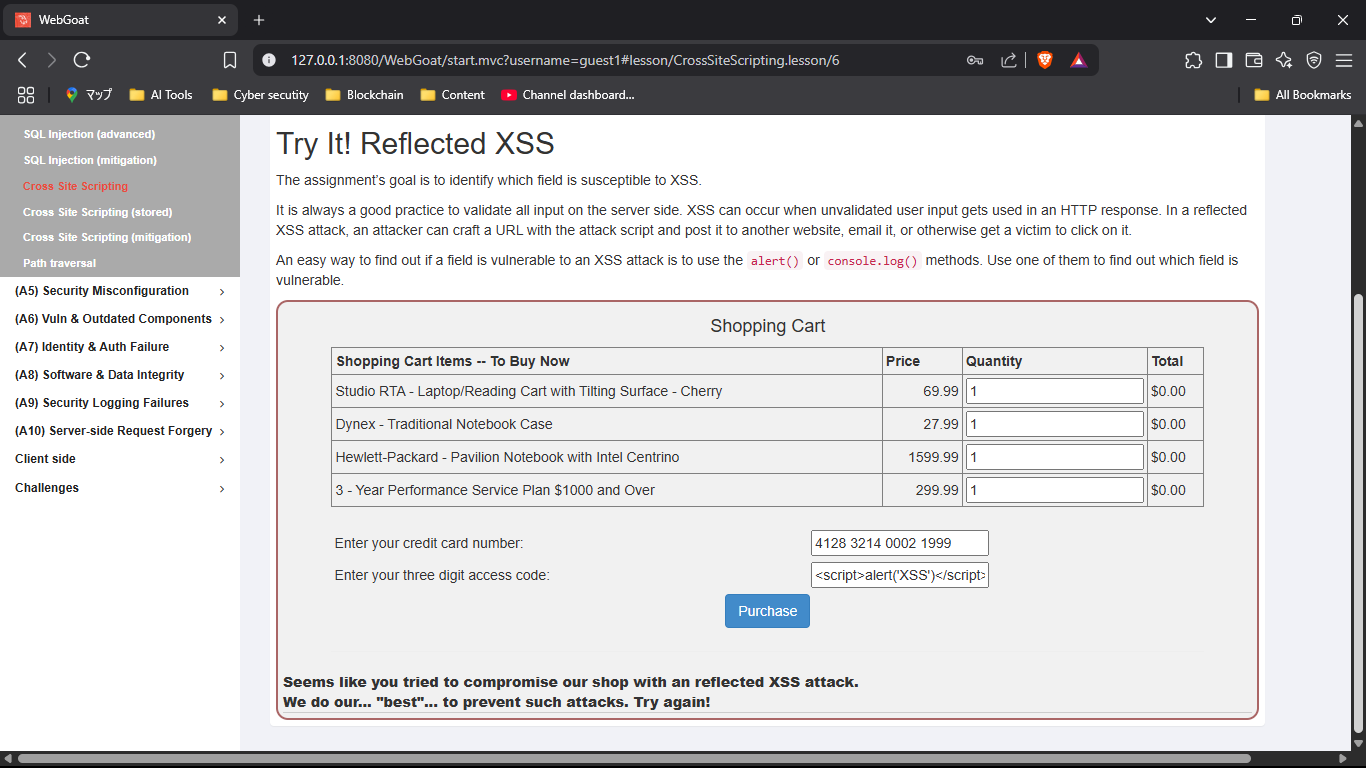 WebGoat
127.0.0.1:8080/WebGoat/start.mvc?username=guest1#lesson/CrossSiteScripting.lesson/6
マップ
AI Tools
Cyber secutity
Blockchain
Content
Channel dashboard...
All Bookmarks
SQL Injection (advanced)
SQL Injection (mitigation)
Cross Site Scripting
Cross Site Scripting (stored)
Cross Site Scripting (mitigation)
Path traversal
(A5) Security Misconfiguration
(A6) Vuln & Outdated Components
(A7) Identity & Auth Failure
(A8) Software & Data Integrity
(A9) Security Logging Failures
(A10) Server-side Request Forgery
Client side
Challenges
Try It! Reflected XSS
The assignment's goal is to identify which field is susceptible to XSS.
It is always a good practice to validate all input on the server side. XSS can occur when unvalidated user input gets used in an HTTP response. In a reflected
XSS attack, an attacker can craft a URL with the attack script and post it to another website, email it, or otherwise get a victim to click on it.
An easy way to find out if a field is vulnerable to an XSS attack is to use the alert() or console.log() methods. Use one of them to find out which field is
vulnerable.
Shopping Cart
Shopping Cart Items -- To Buy Now Price Quantity Total
Studio RTA - Laptop/Reading Cart with Tilting Surface - Cherry 69.99 1 $0.00
Dynex - Traditional Notebook Case 27.99 1 $0.00
Hewlett-Packard - Pavilion Notebook with Intel Centrino 1599.99 1 $0.00
3 - Year Performance Service Plan $1000 and Over 299.99 1 $0.00
Enter your credit card number: 4128 3214 0002 1999
Enter your three digit access code: <script>alert('XSS')</script>
Purchase
Seems like you tried to compromise our shop with an reflected XSS attack.
We do our... "best"... to prevent such attacks. Try again!